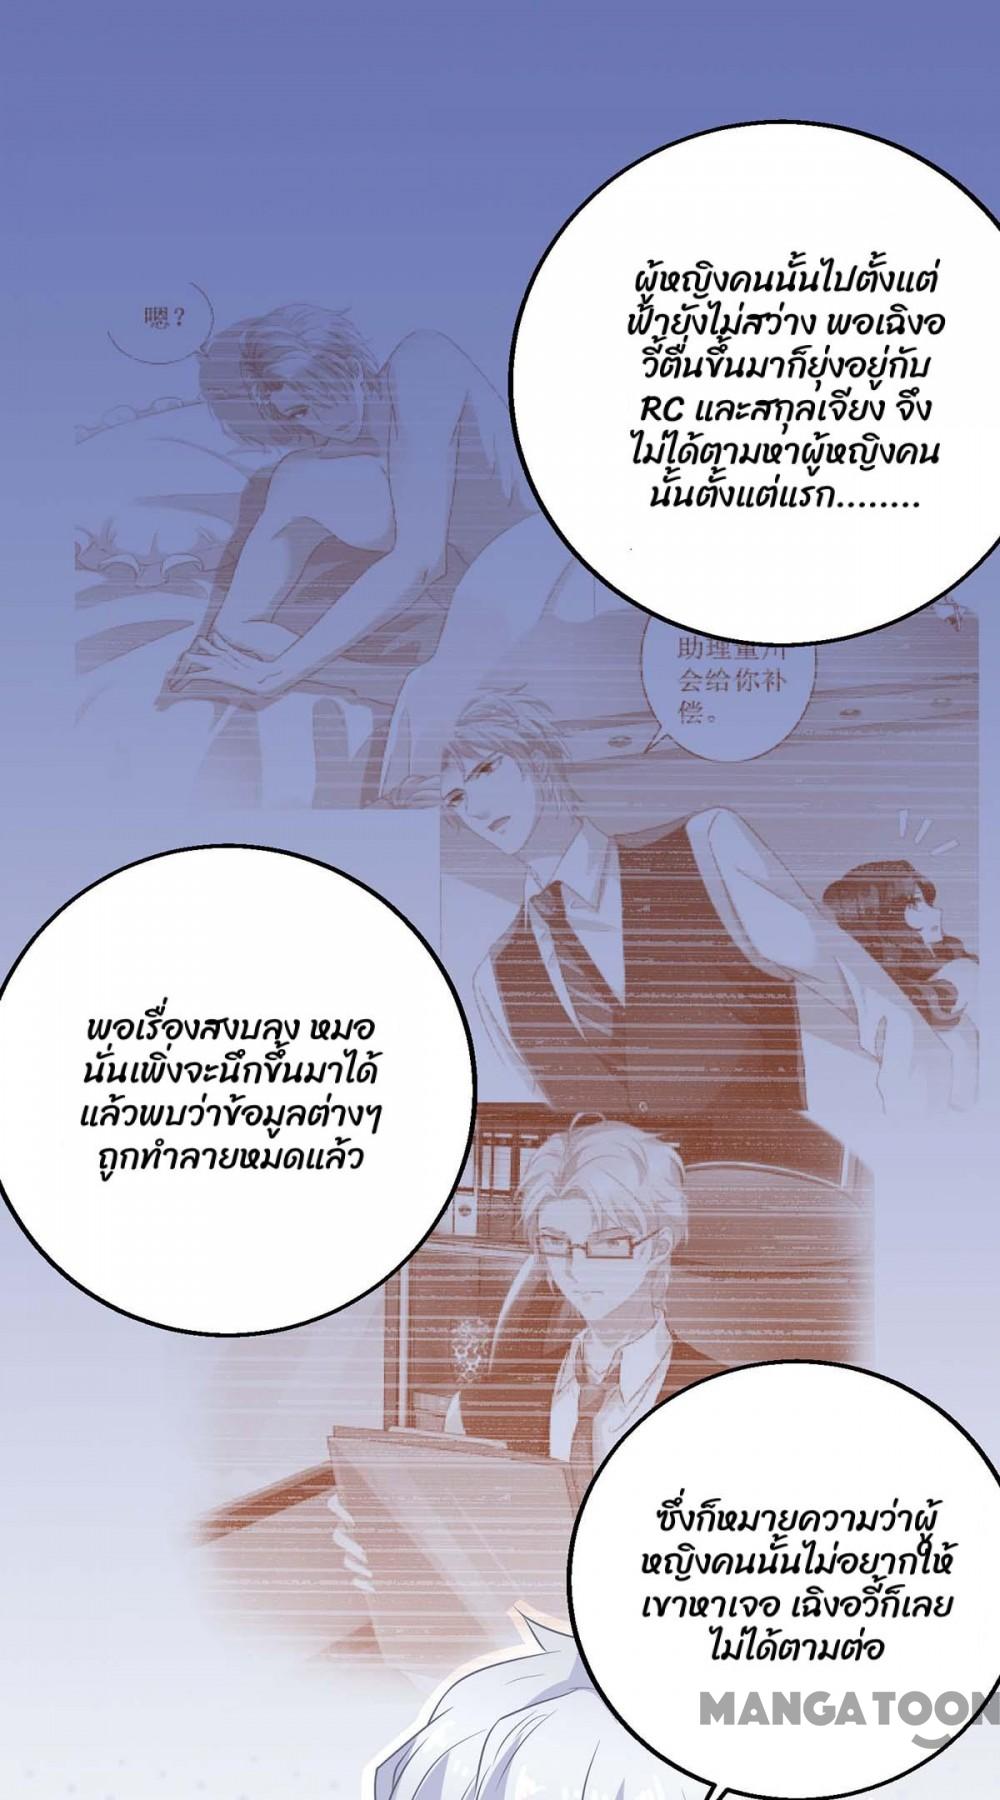 ผู้หญิงคนนั้นไปตั้งแต่
ฟ้ายังไม่สว่าง พอเฉิงอ
วี้ตื่นขึ้นมาก็ยุ่งอยู่กับ
RC และสกุลเจียง จึง
ไม่ได้ตามหาผู้หญิงคน
นั้นตั้งแต่แรก........
嗯?
会给你补
偿。
พอเรื่องสงบลง หมอ
นั่นเพิ่งจะนึกขึ้นมาได้
แล้วพบว่าข้อมูลต่างๆ
ถูกทำลายหมดแล้ว
ซึ่งก็หมายความว่าผู้
หญิงคนนั้นไม่อยากให้
เขาหาเจอ เฉิงอวี้ก็เลย
ไม่ได้ตามต่อ
MANGATOON